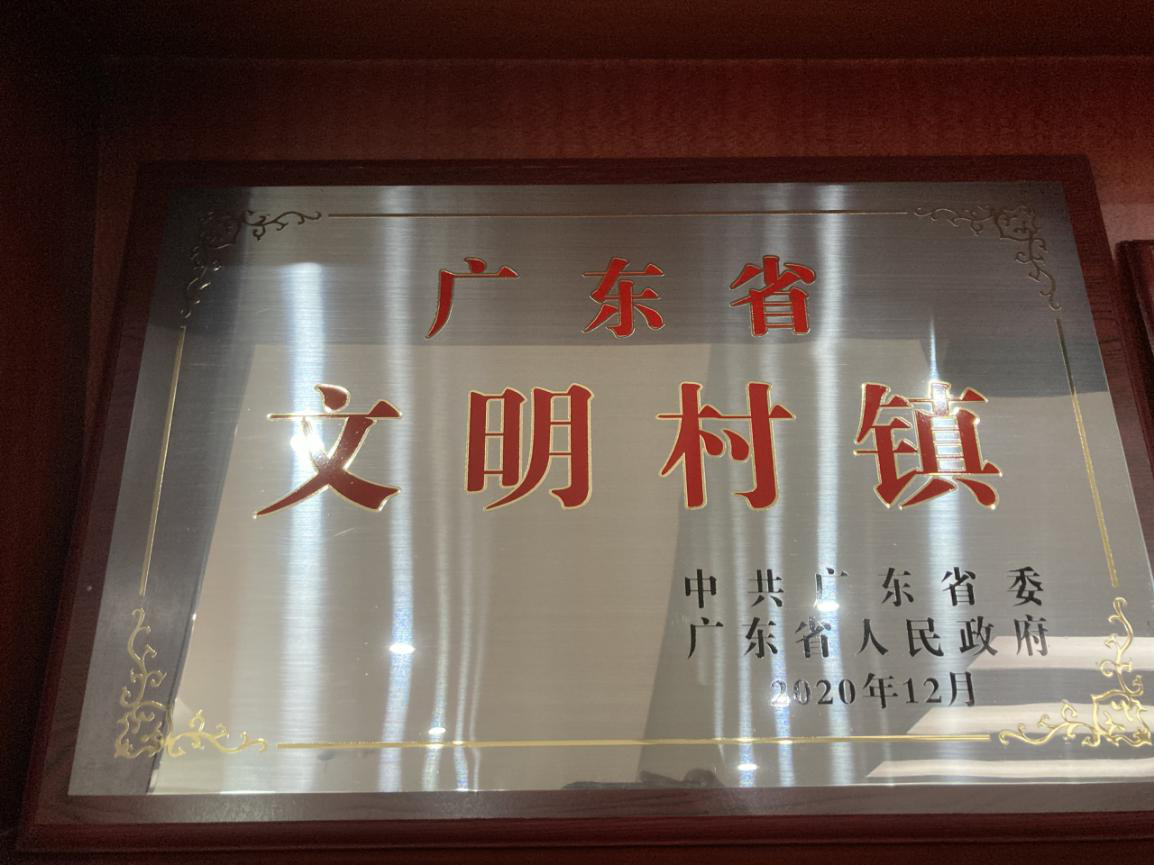 广东省
文明村镇
中共广东省委
广东省人民政府
2020年12月